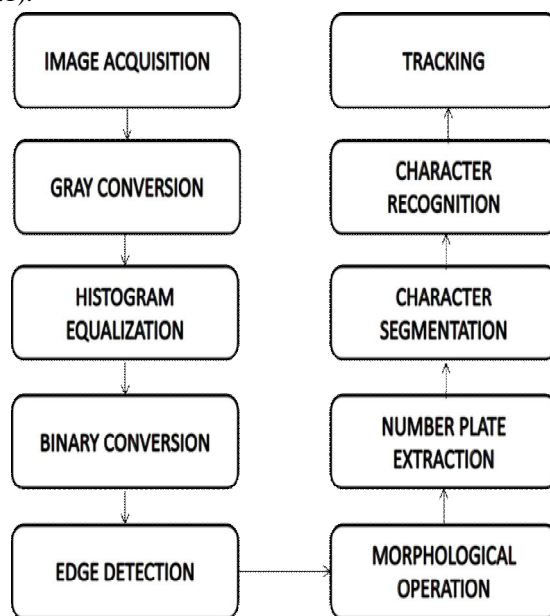 IMAGE ACQUISITION
GRAY CONVERSION
HISTOGRAM
EQUALIZATION
BINARY CONVERSION
EDGE DETECTION
MORPHOLOGICAL
OPERATION
NUMBER PLATE
EXTRACTION
CHARACTER
SEGMENTATION
CHARACTER
RECOGNITION
TRACKING